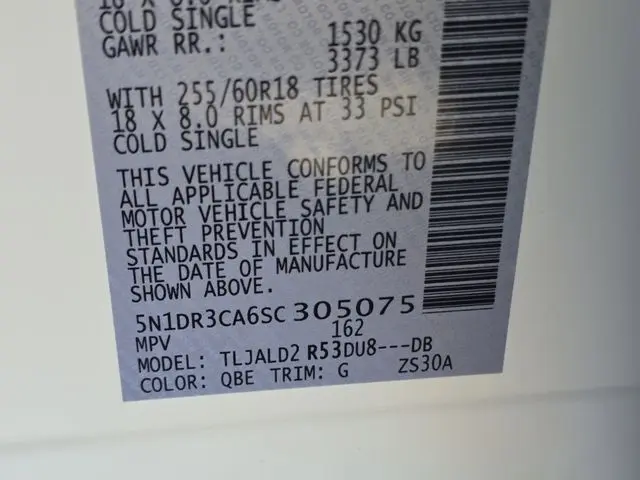 COLD SINGLE
GAWR RR.: 1530 KG
3373 LB
WITH 255/60R18 TIRES
18 X 8.0 RIMS AT 33 PSI
COLD SINGLE
THIS VEHICLE CONFORMS TO
ALL APPLICABLE FEDERAL
MOTOR VEHICLE SAFETY AND
THEFT PREVENTION
STANDARDS IN EFFECT ON
THE DATE OF MANUFACTURE
SHOWN ABOVE.
5N1DR3CA6SC305075
MPV 162
MODEL: TLJALD2 R53DU8---DB
COLOR: QBE TRIM: G ZS30A